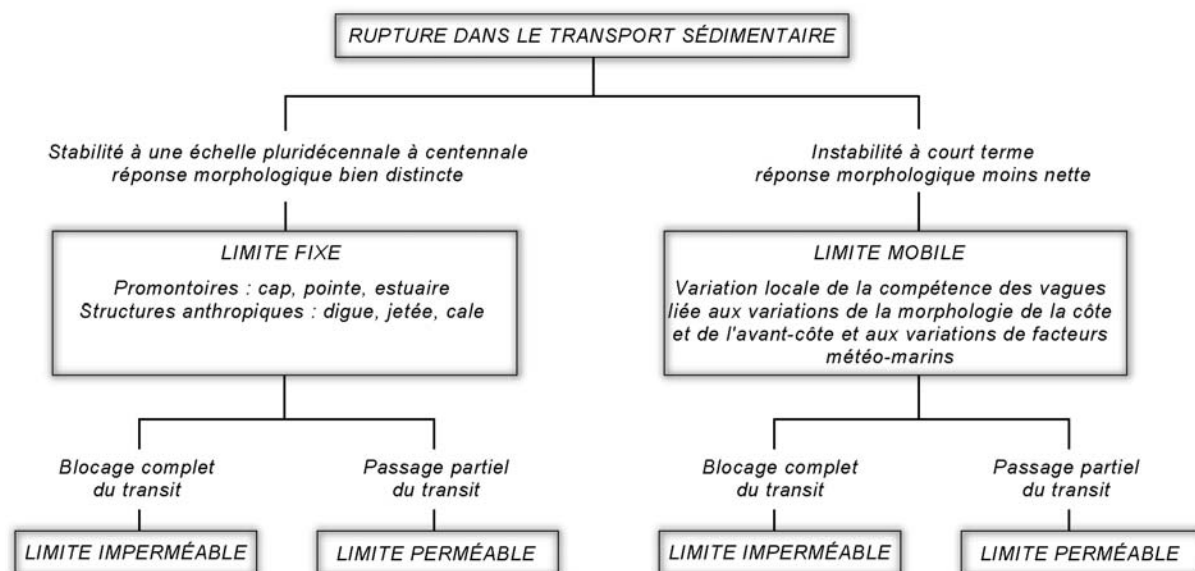 RUPTURE DANS LE TRANSPORT SÉDIMENTAIRE
Stabilité à une échelle pluridécennale à centennale
réponse morphologique bien distincte
Instabilité à court terme
réponse morphologique moins nette
LIMITE FIXE
Promontoires : cap, pointe, estuaire
Structures anthropiques : digue, jetée, cale
LIMITE MOBILE
Variation locale de la compétence des vagues
liée aux variations de la morphologie de la côte
et de l'avant-côte et aux variations de facteurs
météo-marins
Blocage complet
du transit
Passage partiel
du transit
Blocage complet
du transit
Passage partiel
du transit
LIMITE IMPERMÉABLE
LIMITE PERMÉABLE
LIMITE IMPERMÉABLE
LIMITE PERMÉABLE